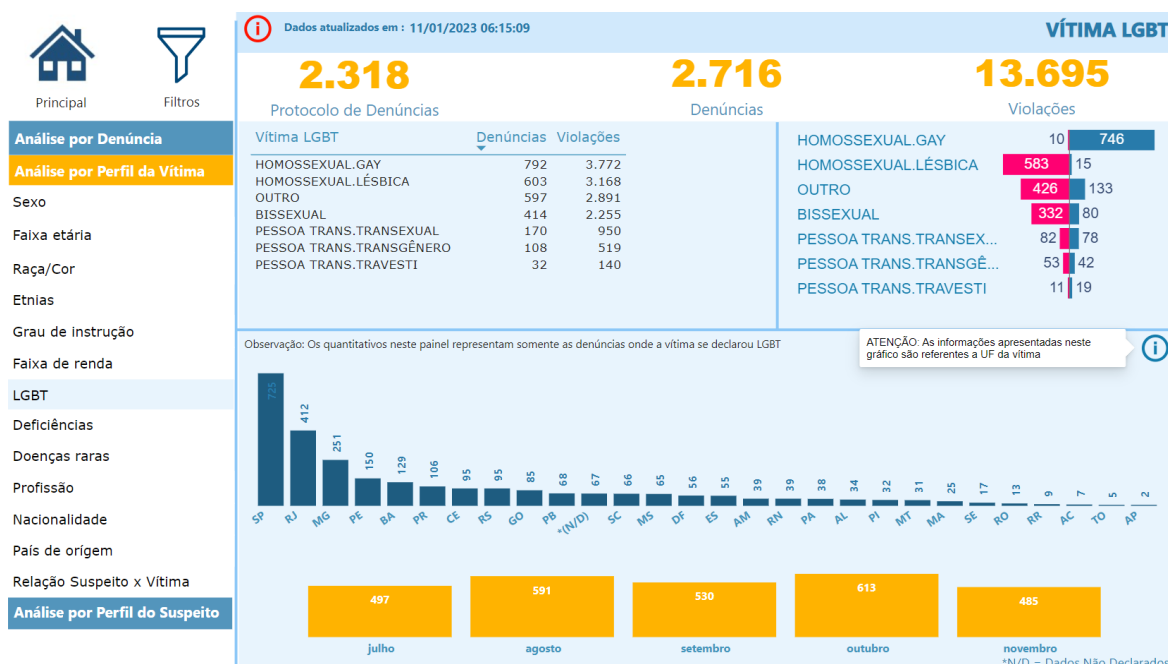 Principal
Filtros
Análise por Denúncia
Análise por Perfil da Vítima
Sexo
Faixa etária
Raça/Cor
Etnias
Grau de instrução
Faixa de renda
LGBT
Deficiências
Doenças raras
Profissão
Nacionalidade
País de orígem
Relação Suspeito x Vítima
Análise por Perfil do Suspeito
Dados atualizados em : 11/01/2023 06:15:09
VÍTIMA LGBT
2.318
Protocolo de Denúncias
2.716
Denúncias
13.695
Violações
Vítima LGBT Denúncias Violações
HOMOSSEXUAL.GAY 792 3.772
HOMOSSEXUAL.LÉSBICA 603 3.168
OUTRO 597 2.891
BISSEXUAL 414 2.255
PESSOA TRANS.TRANSEXUAL 170 950
PESSOA TRANS.TRANSGÊNERO 108 519
PESSOA TRANS.TRAVESTI 32 140
HOMOSSEXUAL.GAY 10 746
HOMOSSEXUAL.LÉSBICA 583 15
OUTRO 426 133
BISSEXUAL 332 80
PESSOA TRANS.TRANSEX... 82 78
PESSOA TRANS.TRANSGÊ... 53 42
PESSOA TRANS.TRAVESTI 11 19
Observação: Os quantitativos neste painel representam somente as denúncias onde a vítima se declarou LGBT
ATENÇÃO: As informações apresentadas neste
gráfico são referentes a UF da vítima
725 412 251 150 129 106 95 95 85 68 67 66 65 56 55 39 39 38 34 32 31 25 17 13 9 7 5 2
SP RJ MG PE BA PR CE RS GO PB *(N/D) SC MS DF ES AM RN PA AL PI MT MA SE RO RR AC TO AP
497 591 530 613 485
julho agosto setembro outubro novembro
*N/D = Dados Não Declarados